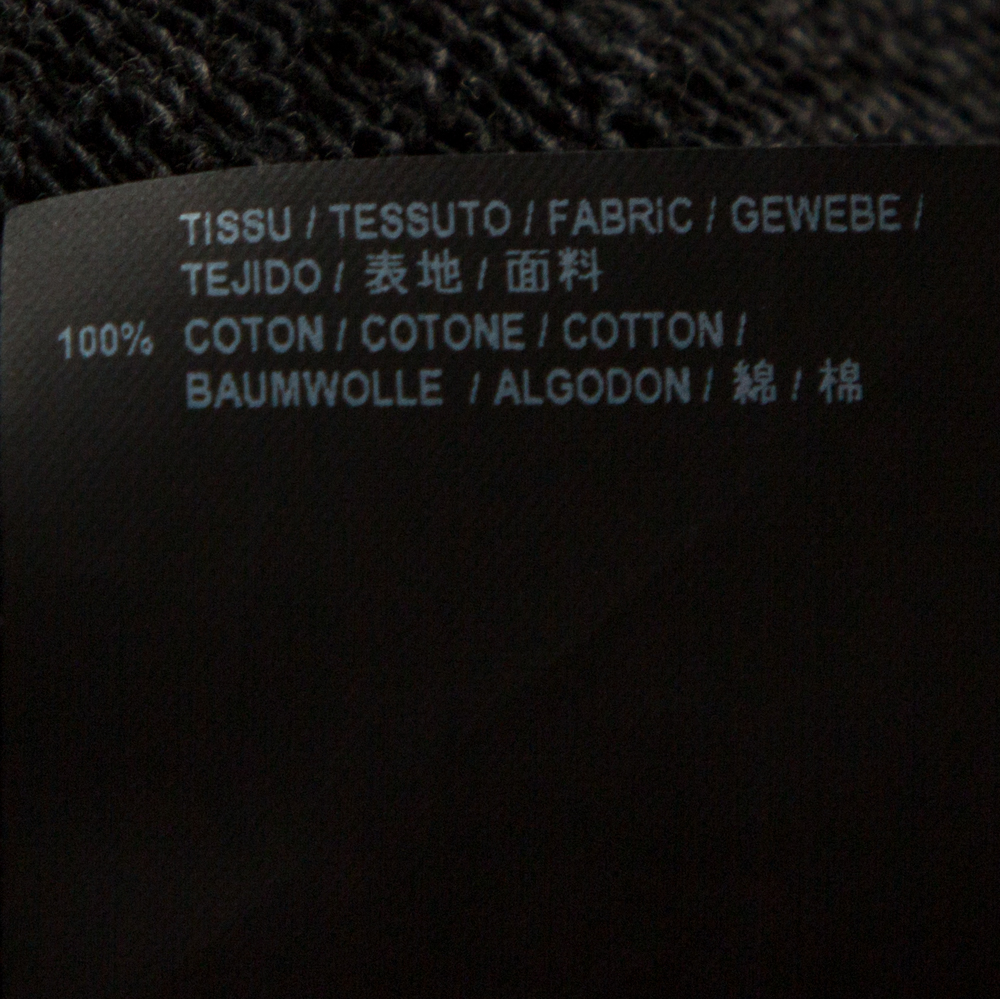 TISSU / TESSUTO / FABRIC / GEWEBE /
TEJIDO / 表地 / 面料
100% COTON / COTONE / COTTON /
BAUMWOLLE / ALGODON / 綿 / 棉